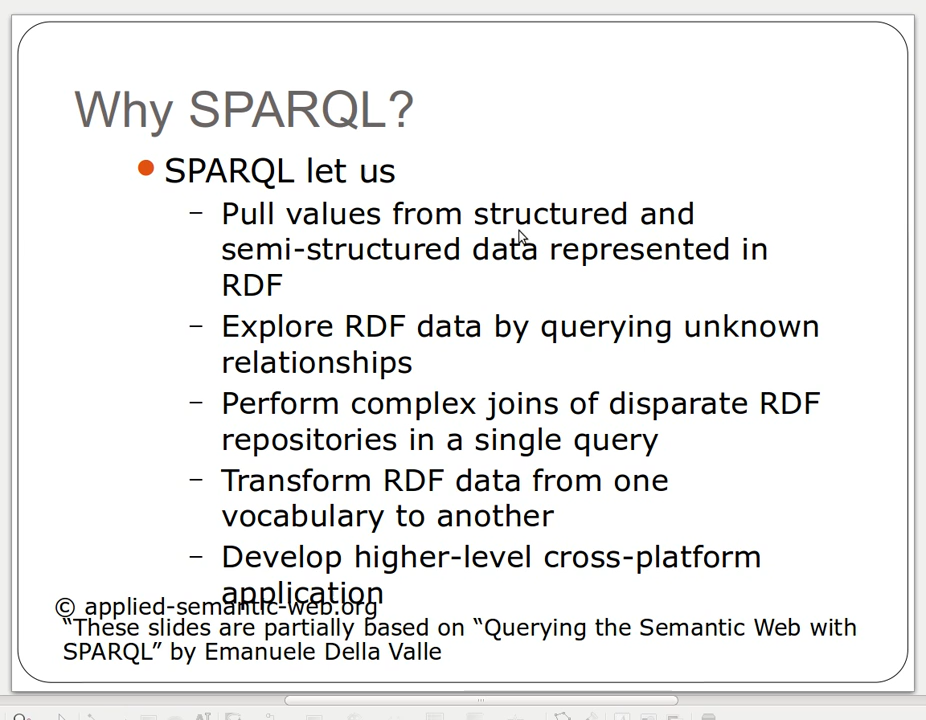 Why SPARQL?
SPARQL let us
– Pull values from structured and
semi-structured data represented in
RDF
– Explore RDF data by querying unknown
relationships
– Perform complex joins of disparate RDF
repositories in a single query
– Transform RDF data from one
vocabulary to another
– Develop higher-level cross-platform
application
© applied-semantic-web.org
“These slides are partially based on “Querying the Semantic Web with
SPARQL” by Emanuele Della Valle